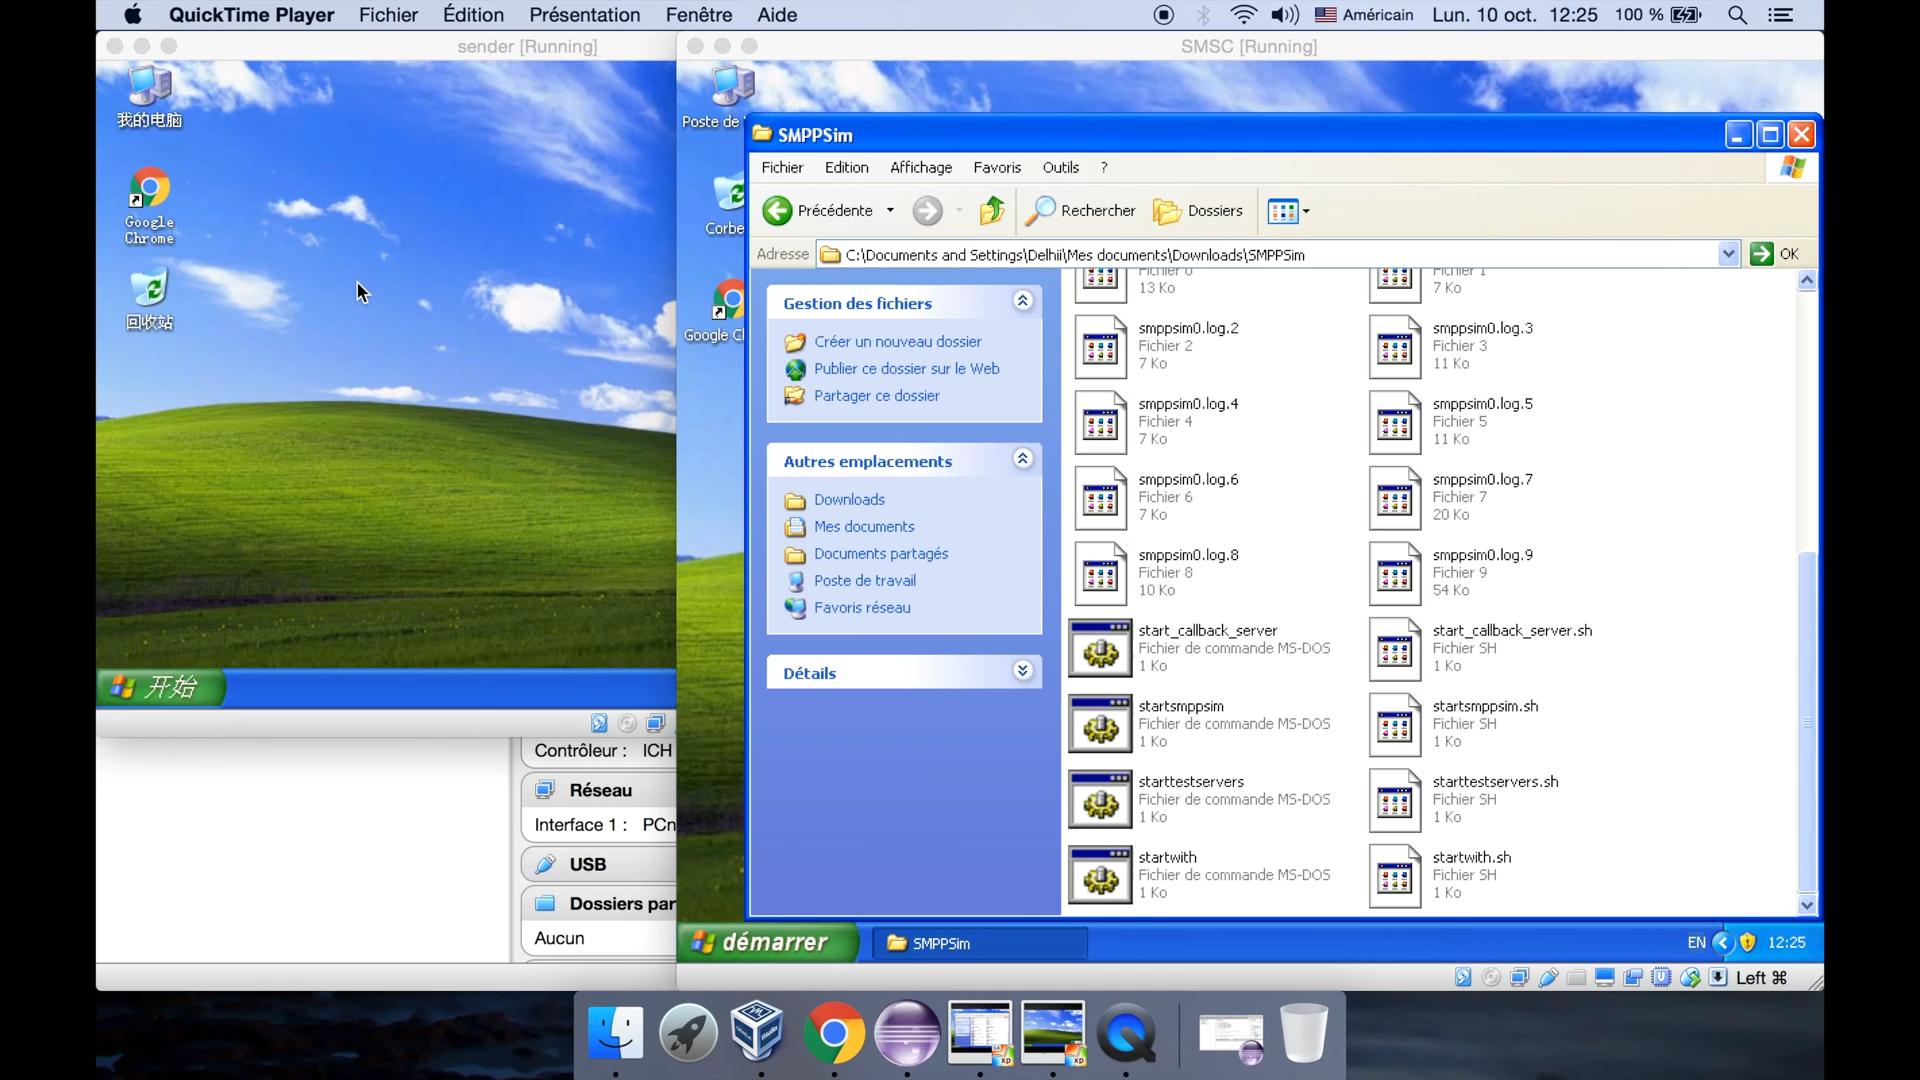 QuickTime Player Fichier Édition Présentation Fenêtre Aide Américain Lun. 10 oct. 12:25 100 %
sender [Running]
我的电脑
Google
Chrome
回收站
开始
Contrôleur : ICH
Réseau
Interface 1 : PCn
USB
Dossiers par
Aucun
SMSC [Running]
Poste de
Corbe
Google Cl
SMPPSim
Fichier Edition Affichage Favoris Outils ?
Précédente Rechercher Dossiers
Adresse C:\Documents and Settings\Delhii\Mes documents\Downloads\SMPPSim OK
Gestion des fichiers
Créer un nouveau dossier
Publier ce dossier sur le Web
Partager ce dossier
Autres emplacements
Downloads
Mes documents
Documents partagés
Poste de travail
Favoris réseau
Détails
Fichier 0
13 Ko
Fichier 1
7 Ko
smppsim0.log.2
Fichier 2
7 Ko
smppsim0.log.3
Fichier 3
11 Ko
smppsim0.log.4
Fichier 4
7 Ko
smppsim0.log.5
Fichier 5
11 Ko
smppsim0.log.6
Fichier 6
7 Ko
smppsim0.log.7
Fichier 7
20 Ko
smppsim0.log.8
Fichier 8
10 Ko
smppsim0.log.9
Fichier 9
54 Ko
start_callback_server
Fichier de commande MS-DOS
1 Ko
start_callback_server.sh
Fichier SH
1 Ko
startsmppsim
Fichier de commande MS-DOS
1 Ko
startsmppsim.sh
Fichier SH
1 Ko
starttestservers
Fichier de commande MS-DOS
1 Ko
starttestservers.sh
Fichier SH
1 Ko
startwith
Fichier de commande MS-DOS
1 Ko
startwith.sh
Fichier SH
1 Ko
démarrer SMPPSim EN 12:25
Left ⌘